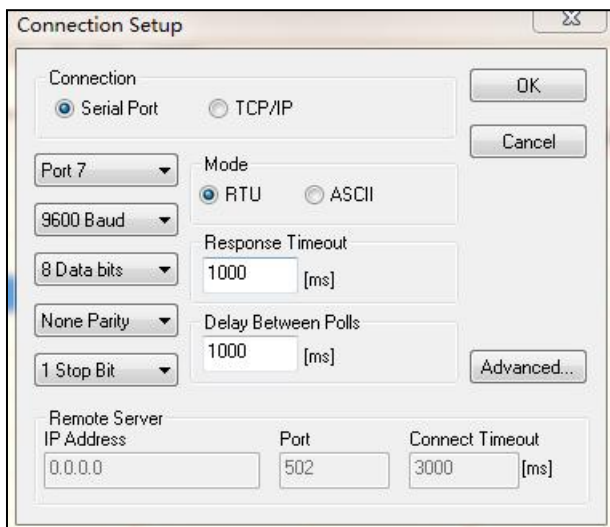 Connection Setup
Connection
Serial Port TCP/IP
OK
Cancel
Port 7
9600 Baud
8 Data bits
None Parity
1 Stop Bit
Mode
RTU ASCII
Response Timeout
1000 [ms]
Delay Between Polls
1000 [ms]
Advanced...
Remote Server
IP Address Port Connect Timeout
0.0.0.0 502 3000 [ms]